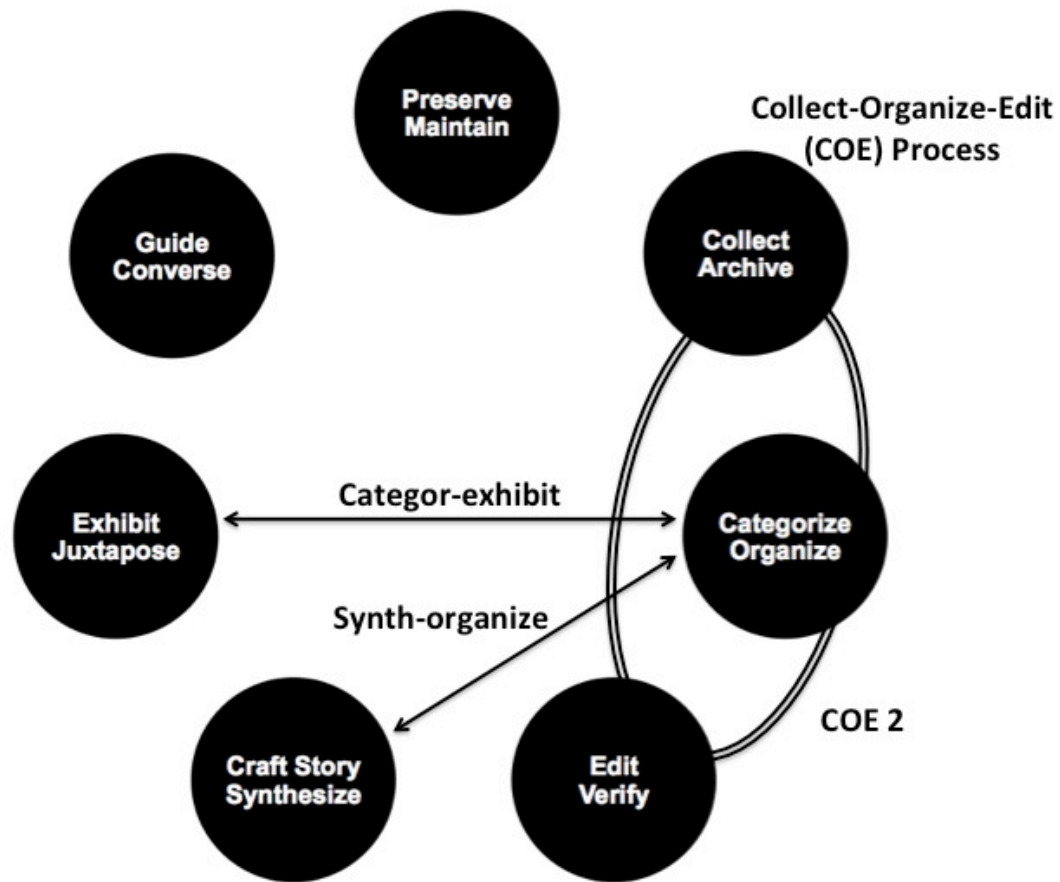 Preserve
Maintain
Collect-Organize-Edit
(COE) Process
Guide
Converse
Collect
Archive
Categor-exhibit
Exhibit
Juxtapose
Categorize
Organize
Synth-organize
COE 2
Craft Story
Synthesize
Edit
Verify